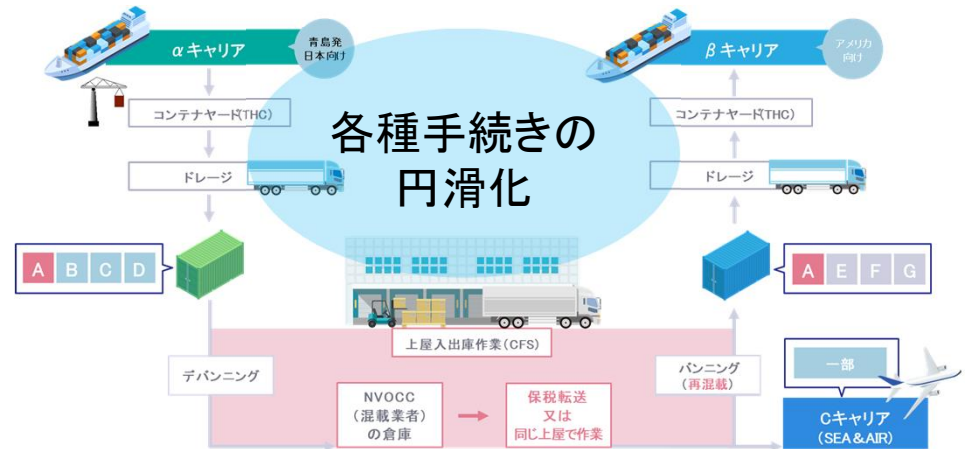 αキャリア
青島発
日本向け
βキャリア
アメリカ
向け
各種手続きの
円滑化
コンテナヤード(THC)
コンテナヤード(THC)
ドレージ
ドレージ
A B C D
A E F G
上屋入出庫作業(CFS)
デバンニング
バンニング
(再混載)
NVOCC
(混載業者)
の倉庫
保税転送
又は
同じ上屋で作業
一部
Cキャリア
(SEA&AIR)